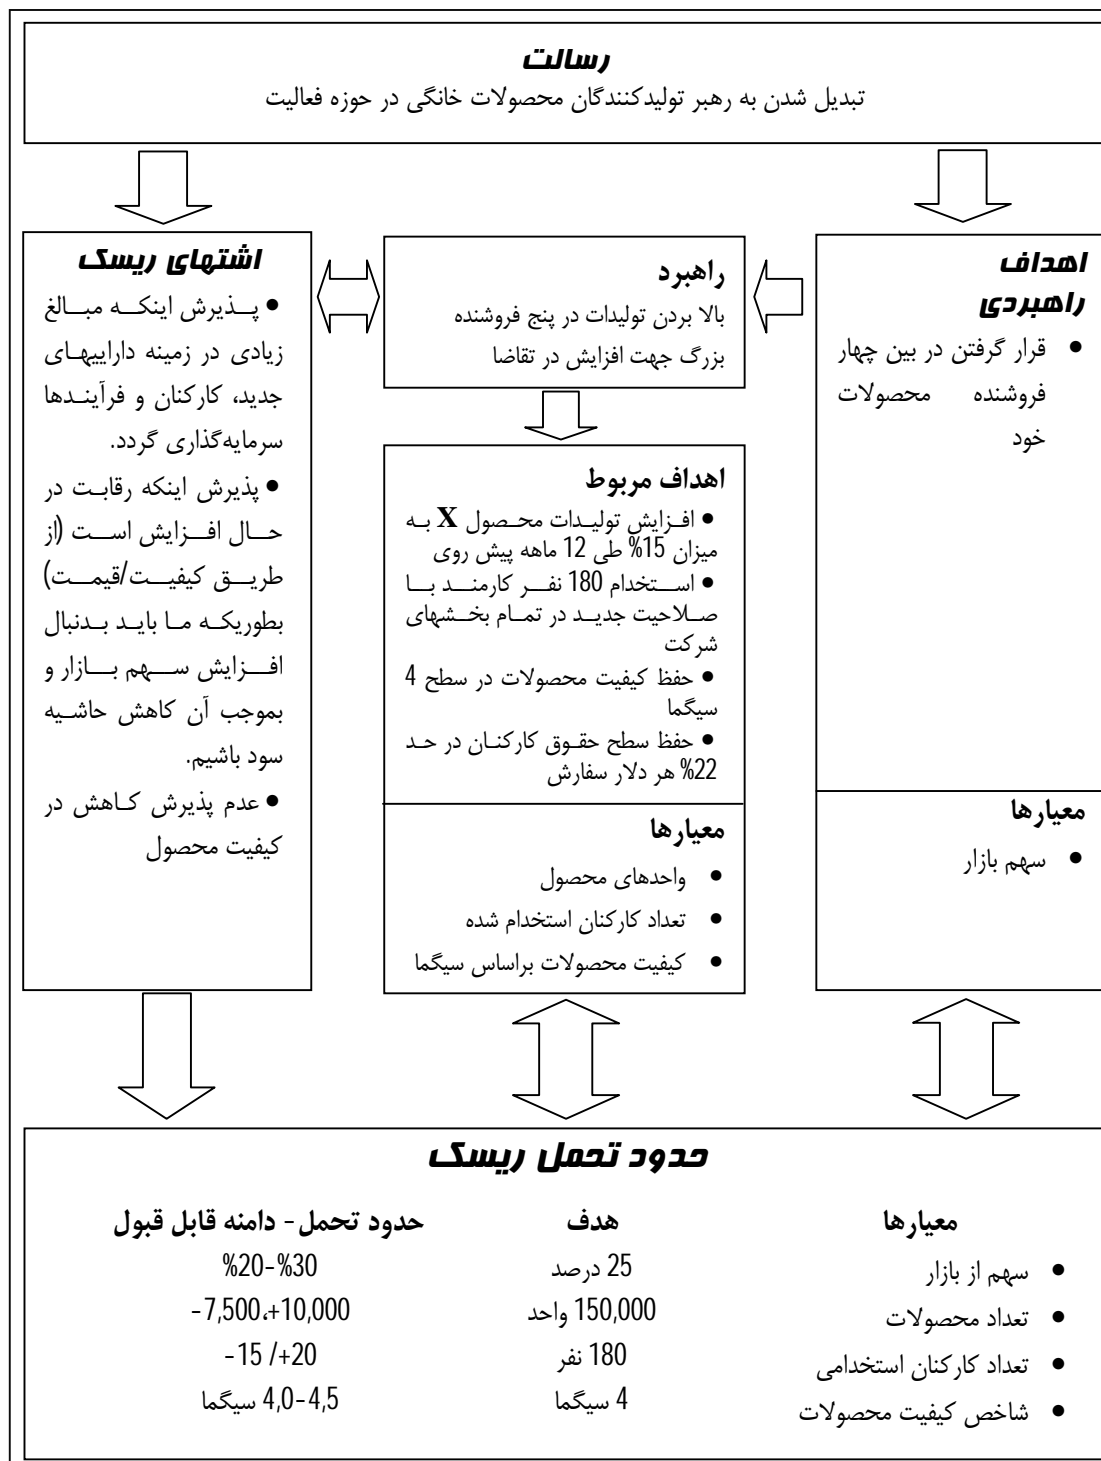 رسالت
تبدیل شدن به رهبر تولیدکنندگان محصولات خانگی در حوزه فعالیت
اهداف
راهبردی
• قرار گرفتن در بین چهار
فروشنده محصولات
خود
معیارها
• سهم بازار
راهبرد
بالا بردن تولیدات در پنج فروشنده
بزرگ جهت افزایش در تقاضا
اهداف مربوط
• افزایش تولیدات محصول X به
میزان 15% طی 12 ماهه پیش روی
• استخدام 180 نفر کارمند با
صلاحیت جدید در تمام بخشهای
شرکت
• حفظ کیفیت محصولات در سطح 4
سیگما
• حفظ سطح حقوق کارکنان در حد
22% هر دلار سفارش
معیارها
• واحدهای محصول
• تعداد کارکنان استخدام شده
• کیفیت محصولات براساس سیگما
اشتهای ریسک
• پذیرش اینکه مبالغ
زیادی در زمینه داراییهای
جدید، کارکنان و فرآیندها
سرمایه‌گذاری گردد.
• پذیرش اینکه رقابت در
حال افزایش است (از
طریق کیفیت/قیمت)
بطوریکه ما باید بدنبال
افزایش سهم بازار و
بموجب آن کاهش حاشیه
سود باشیم.
• عدم پذیرش کاهش در
کیفیت محصول
حدود تحمل ریسک
معیارها هدف حدود تحمل- دامنه قابل قبول
• سهم از بازار 25 درصد %20-%30
• تعداد محصولات 150,000 واحد -7,500،+10,000
• تعداد کارکنان استخدامی 180 نفر -15 /+20
• شاخص کیفیت محصولات 4 سیگما 4,0-4,5 سیگما